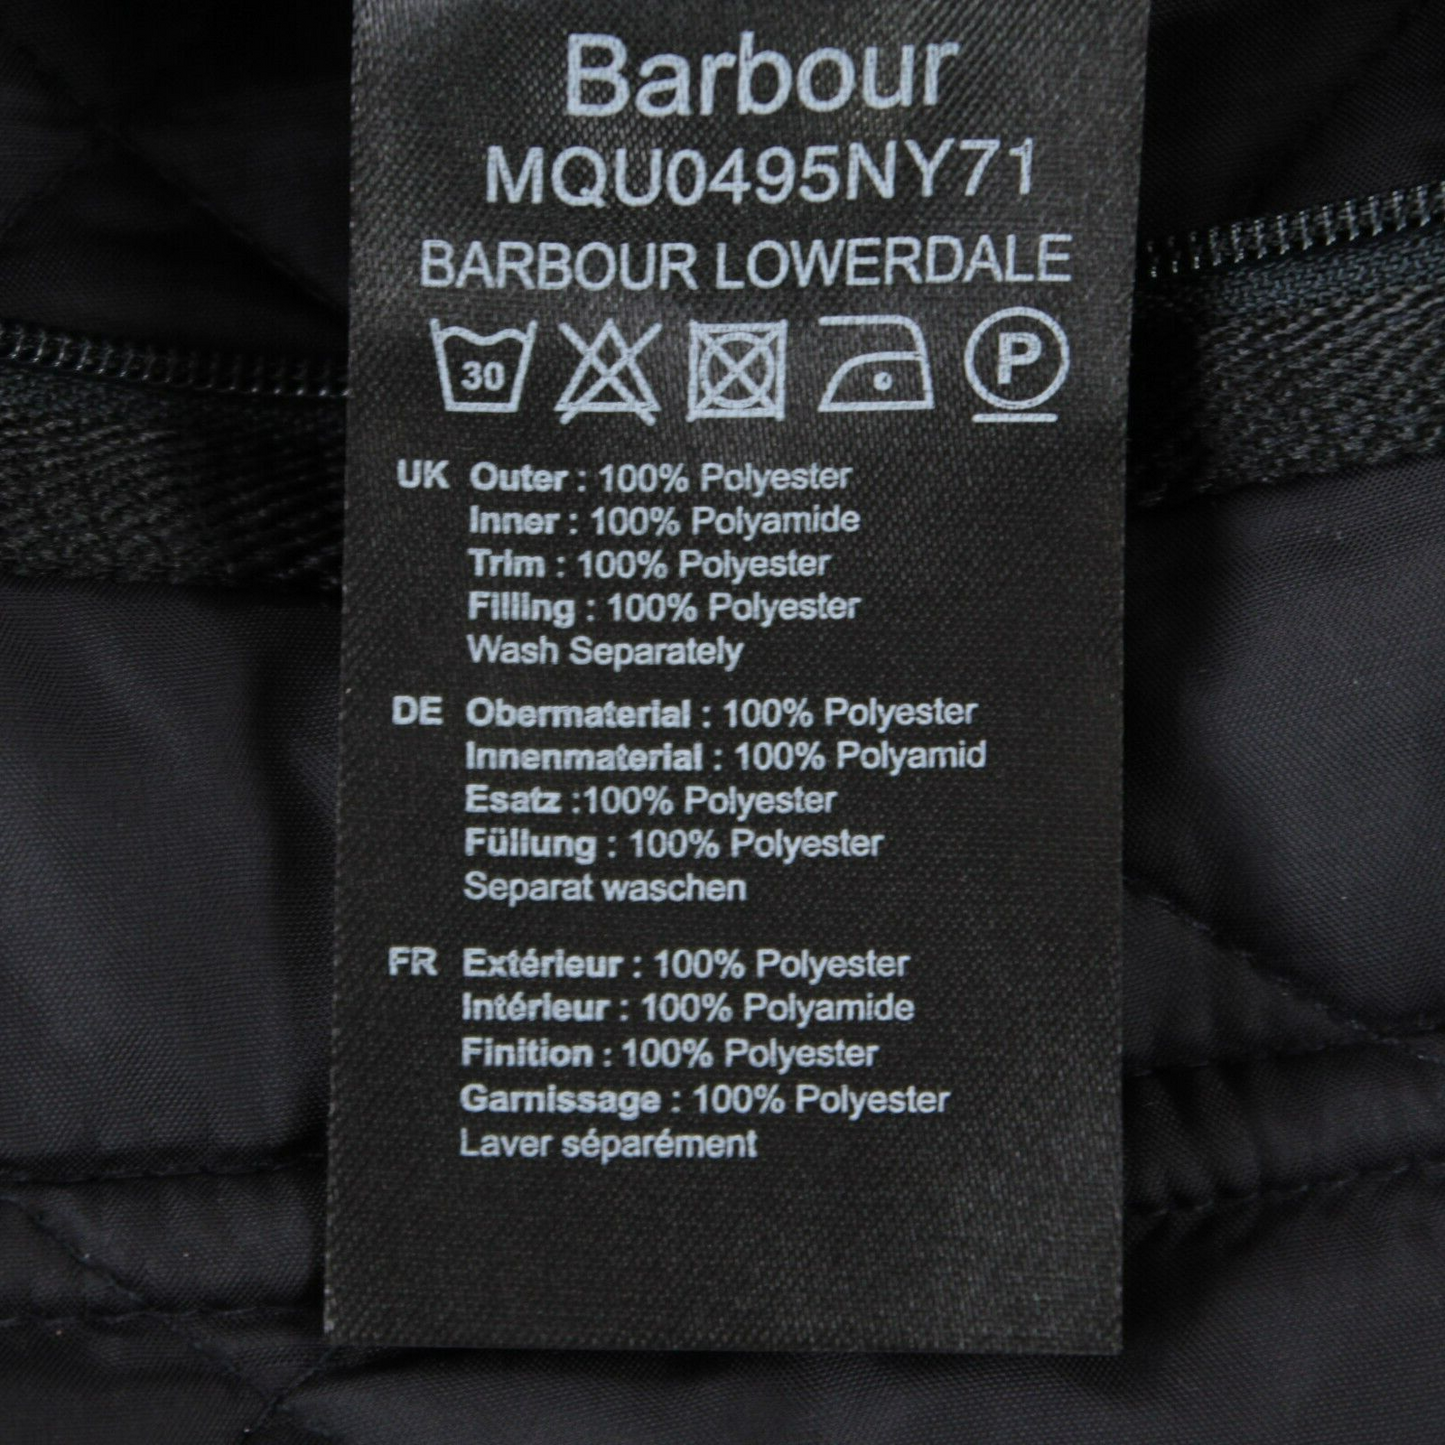 Barbour
MQU0495NY71
BARBOUR LOWERDALE
30 P
UK Outer : 100% Polyester
Inner : 100% Polyamide
Trim : 100% Polyester
Filling : 100% Polyester
Wash Separately
DE Obermaterial : 100% Polyester
Innenmaterial : 100% Polyamid
Esatz :100% Polyester
Füllung : 100% Polyester
Separat waschen
FR Extérieur : 100% Polyester
Intérieur : 100% Polyamide
Finition : 100% Polyester
Garnissage : 100% Polyester
Laver séparément